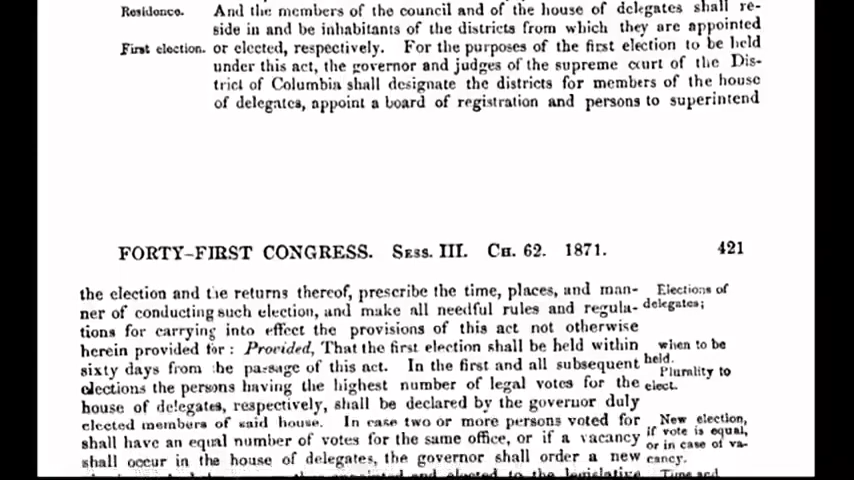 Residence. And the members of the council and of the house of delegates shall re-
side in and be inhabitants of the districts from which they are appointed
First election. or elected, respectively. For the purposes of the first election to be held
under this act, the governor and judges of the supreme court of the Dis-
trict of Columbia shall designate the districts for members of the house
of delegates, appoint a board of registration and persons to superintend
FORTY-FIRST CONGRESS. SESS. III. CH. 62. 1871. 421
the election and the returns thereof, prescribe the time, places, and man- Elections of
ner of conducting such election, and make all needful rules and regula- delegates;
tions for carrying into effect the provisions of this act not otherwise
herein provided for: Provided, That the first election shall be held within when to be
sixty days from the passage of this act. In the first and all subsequent held.
elections the persons having the highest number of legal votes for the Plurality to
house of delegates, respectively, shall be declared by the governor duly elect.
elected members of said house. In case two or more persons voted for New election,
shall have an equal number of votes for the same office, or if a vacancy if vote is equal,
shall occur in the house of delegates, the governor shall order a new or in case of va-
cancy.
appointed and elected to the legislative Time and